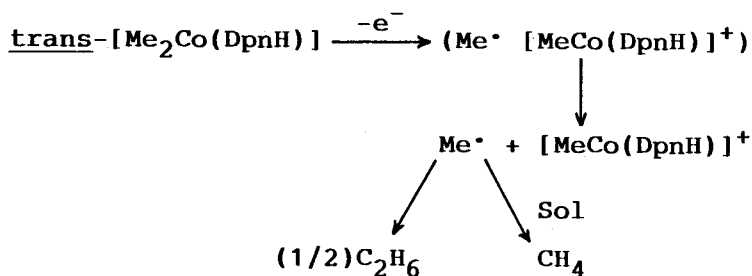 trans-[Me2Co(DpnH)] -e⁻ (Me• [MeCo(DpnH)]⁺)
Me• + [MeCo(DpnH)]⁺
Sol
(1/2)C2H6 CH4